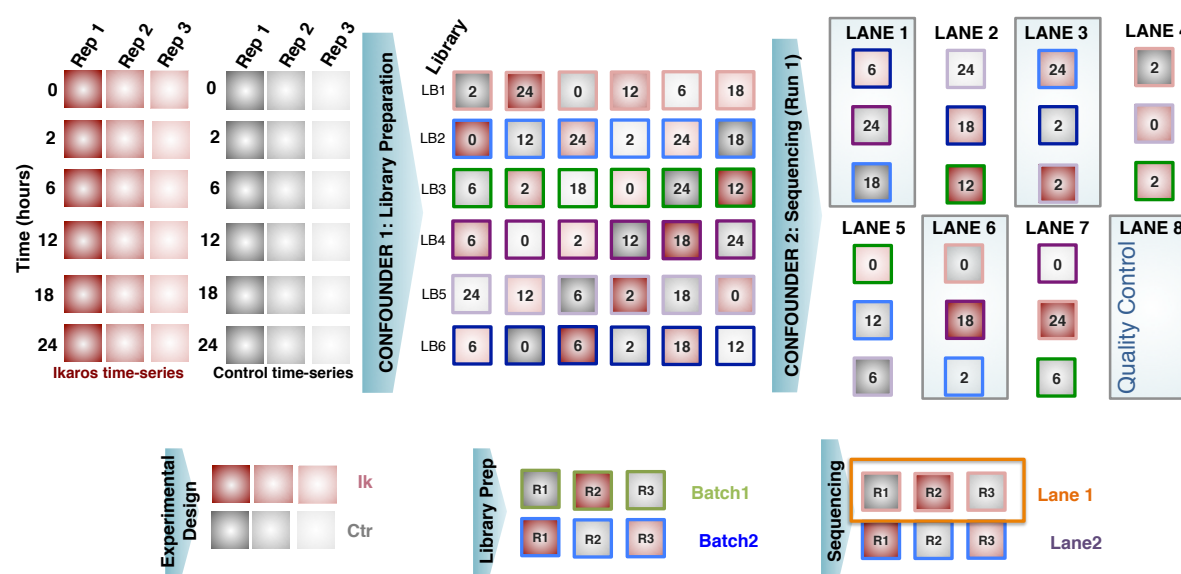 Rep 1 Rep 2 Rep 3
Rep 1 Rep 2 Rep 3
Time (hours)
0 0
2 2
6 6
12 12
18 18
24 24
Ikaros time-series
Control time-series
CONFOUNDER 1: Library Preparation
Library
LB1 2 24 0 12 6 18
LB2 0 12 24 2 24 18
LB3 6 2 18 0 24 12
LB4 6 0 2 12 18 24
LB5 24 12 6 2 18 0
LB6 6 0 6 2 18 12
CONFOUNDER 2: Sequencing (Run 1)
LANE 1 LANE 2 LANE 3 LANE 4
6 24 24 2
24 18 2 0
18 12 2 2
LANE 5 LANE 6 LANE 7 LANE 8
0 0 0
12 18 24
6 2 6
Quality Control
Experimental
Design
Ik
Ctr
Library Prep
R1 R2 R3 Batch1
R1 R2 R3 Batch2
Sequencing
R1 R2 R3 Lane 1
R1 R2 R3 Lane2